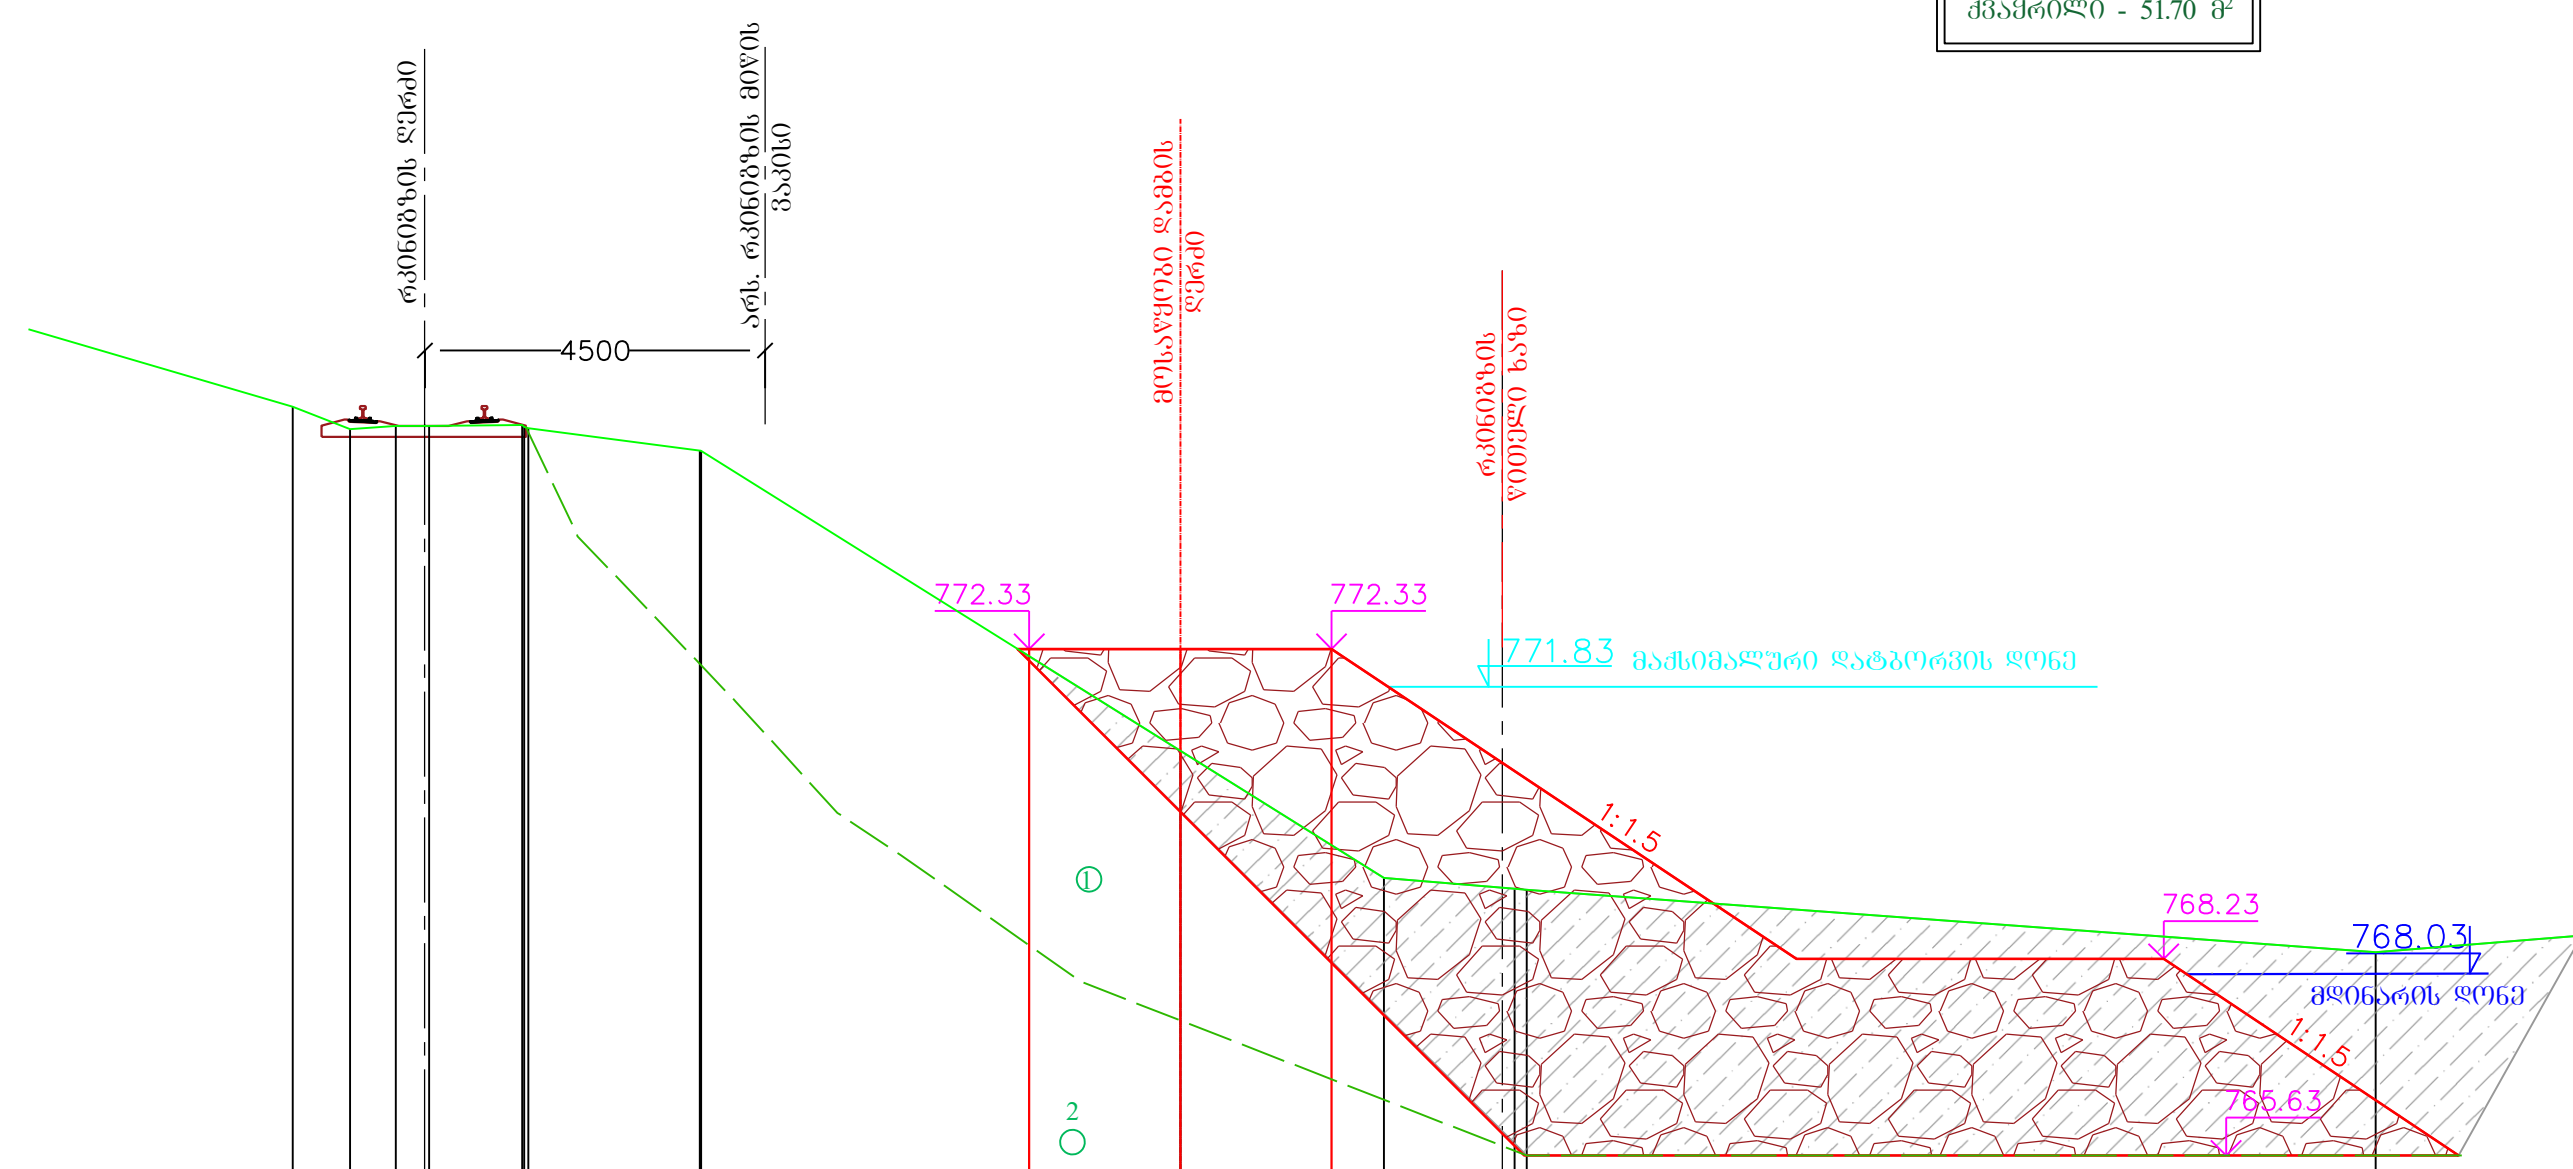 ქვაყრილი - 51.70 მ²
რკინიგზის ღერძი
არს. რკინიგზის მიწის
ვაკისი
მოსაწყობი დამბის
ღერძი
რკინიგზის
წითელი ხაზი
4500
772.33
772.33
771.83 მაქსიმალური დატბორვის დონე
1:1.5
1
768.23
768.03
მდინარის დონე
1:1.5
765.63
2